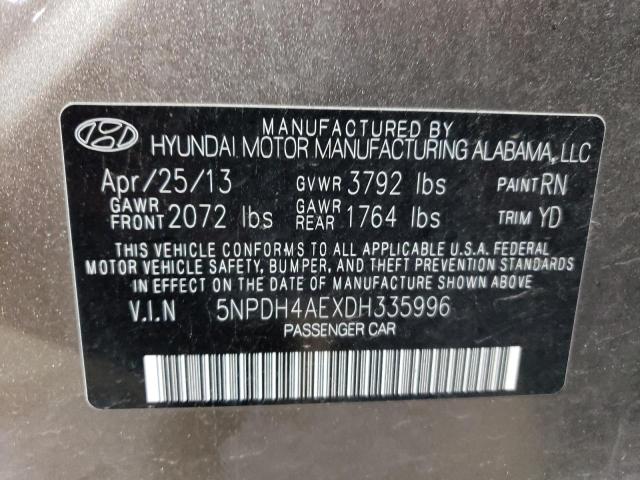 MANUFACTURED BY
HYUNDAI MOTOR MANUFACTURING ALABAMA, LLC
Apr/25/13 GVWR 3792 lbs PAINT RN
GAWR FRONT 2072 lbs GAWR REAR 1764 lbs TRIM YD
THIS VEHICLE CONFORMS TO ALL APPLICABLE U.S.A. FEDERAL
MOTOR VEHICLE SAFETY, BUMPER, AND THEFT PREVENTION
STANDARDS IN EFFECT ON THE DATE OF MANUFACTURE SHOWN ABOVE
V.I.N 5NPDH4AEXDH335996
PASSENGER CAR